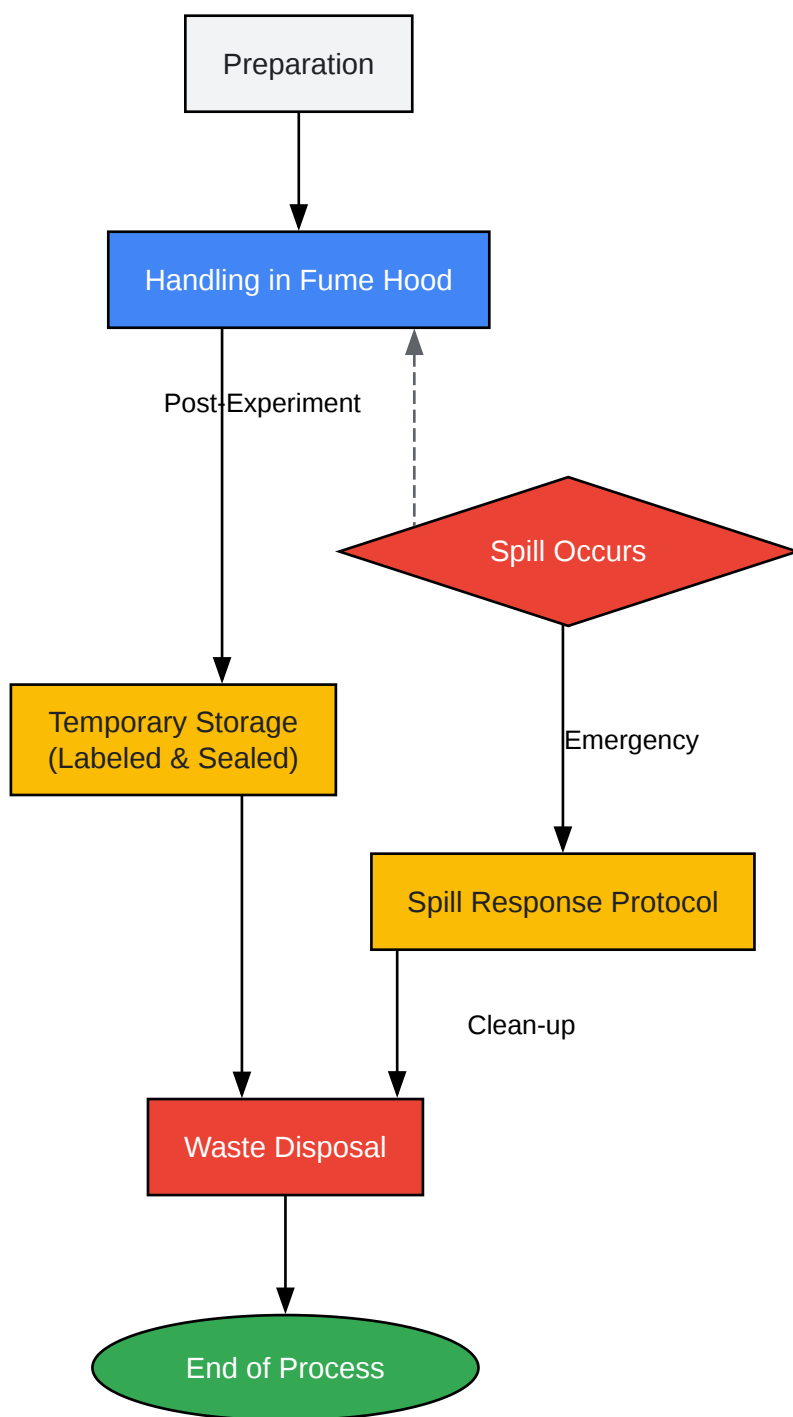 Preparation
Handling in Fume Hood
Post-Experiment
Spill Occurs
Temporary Storage
(Labeled & Sealed)
Emergency
Spill Response Protocol
Clean-up
Waste Disposal
End of Process